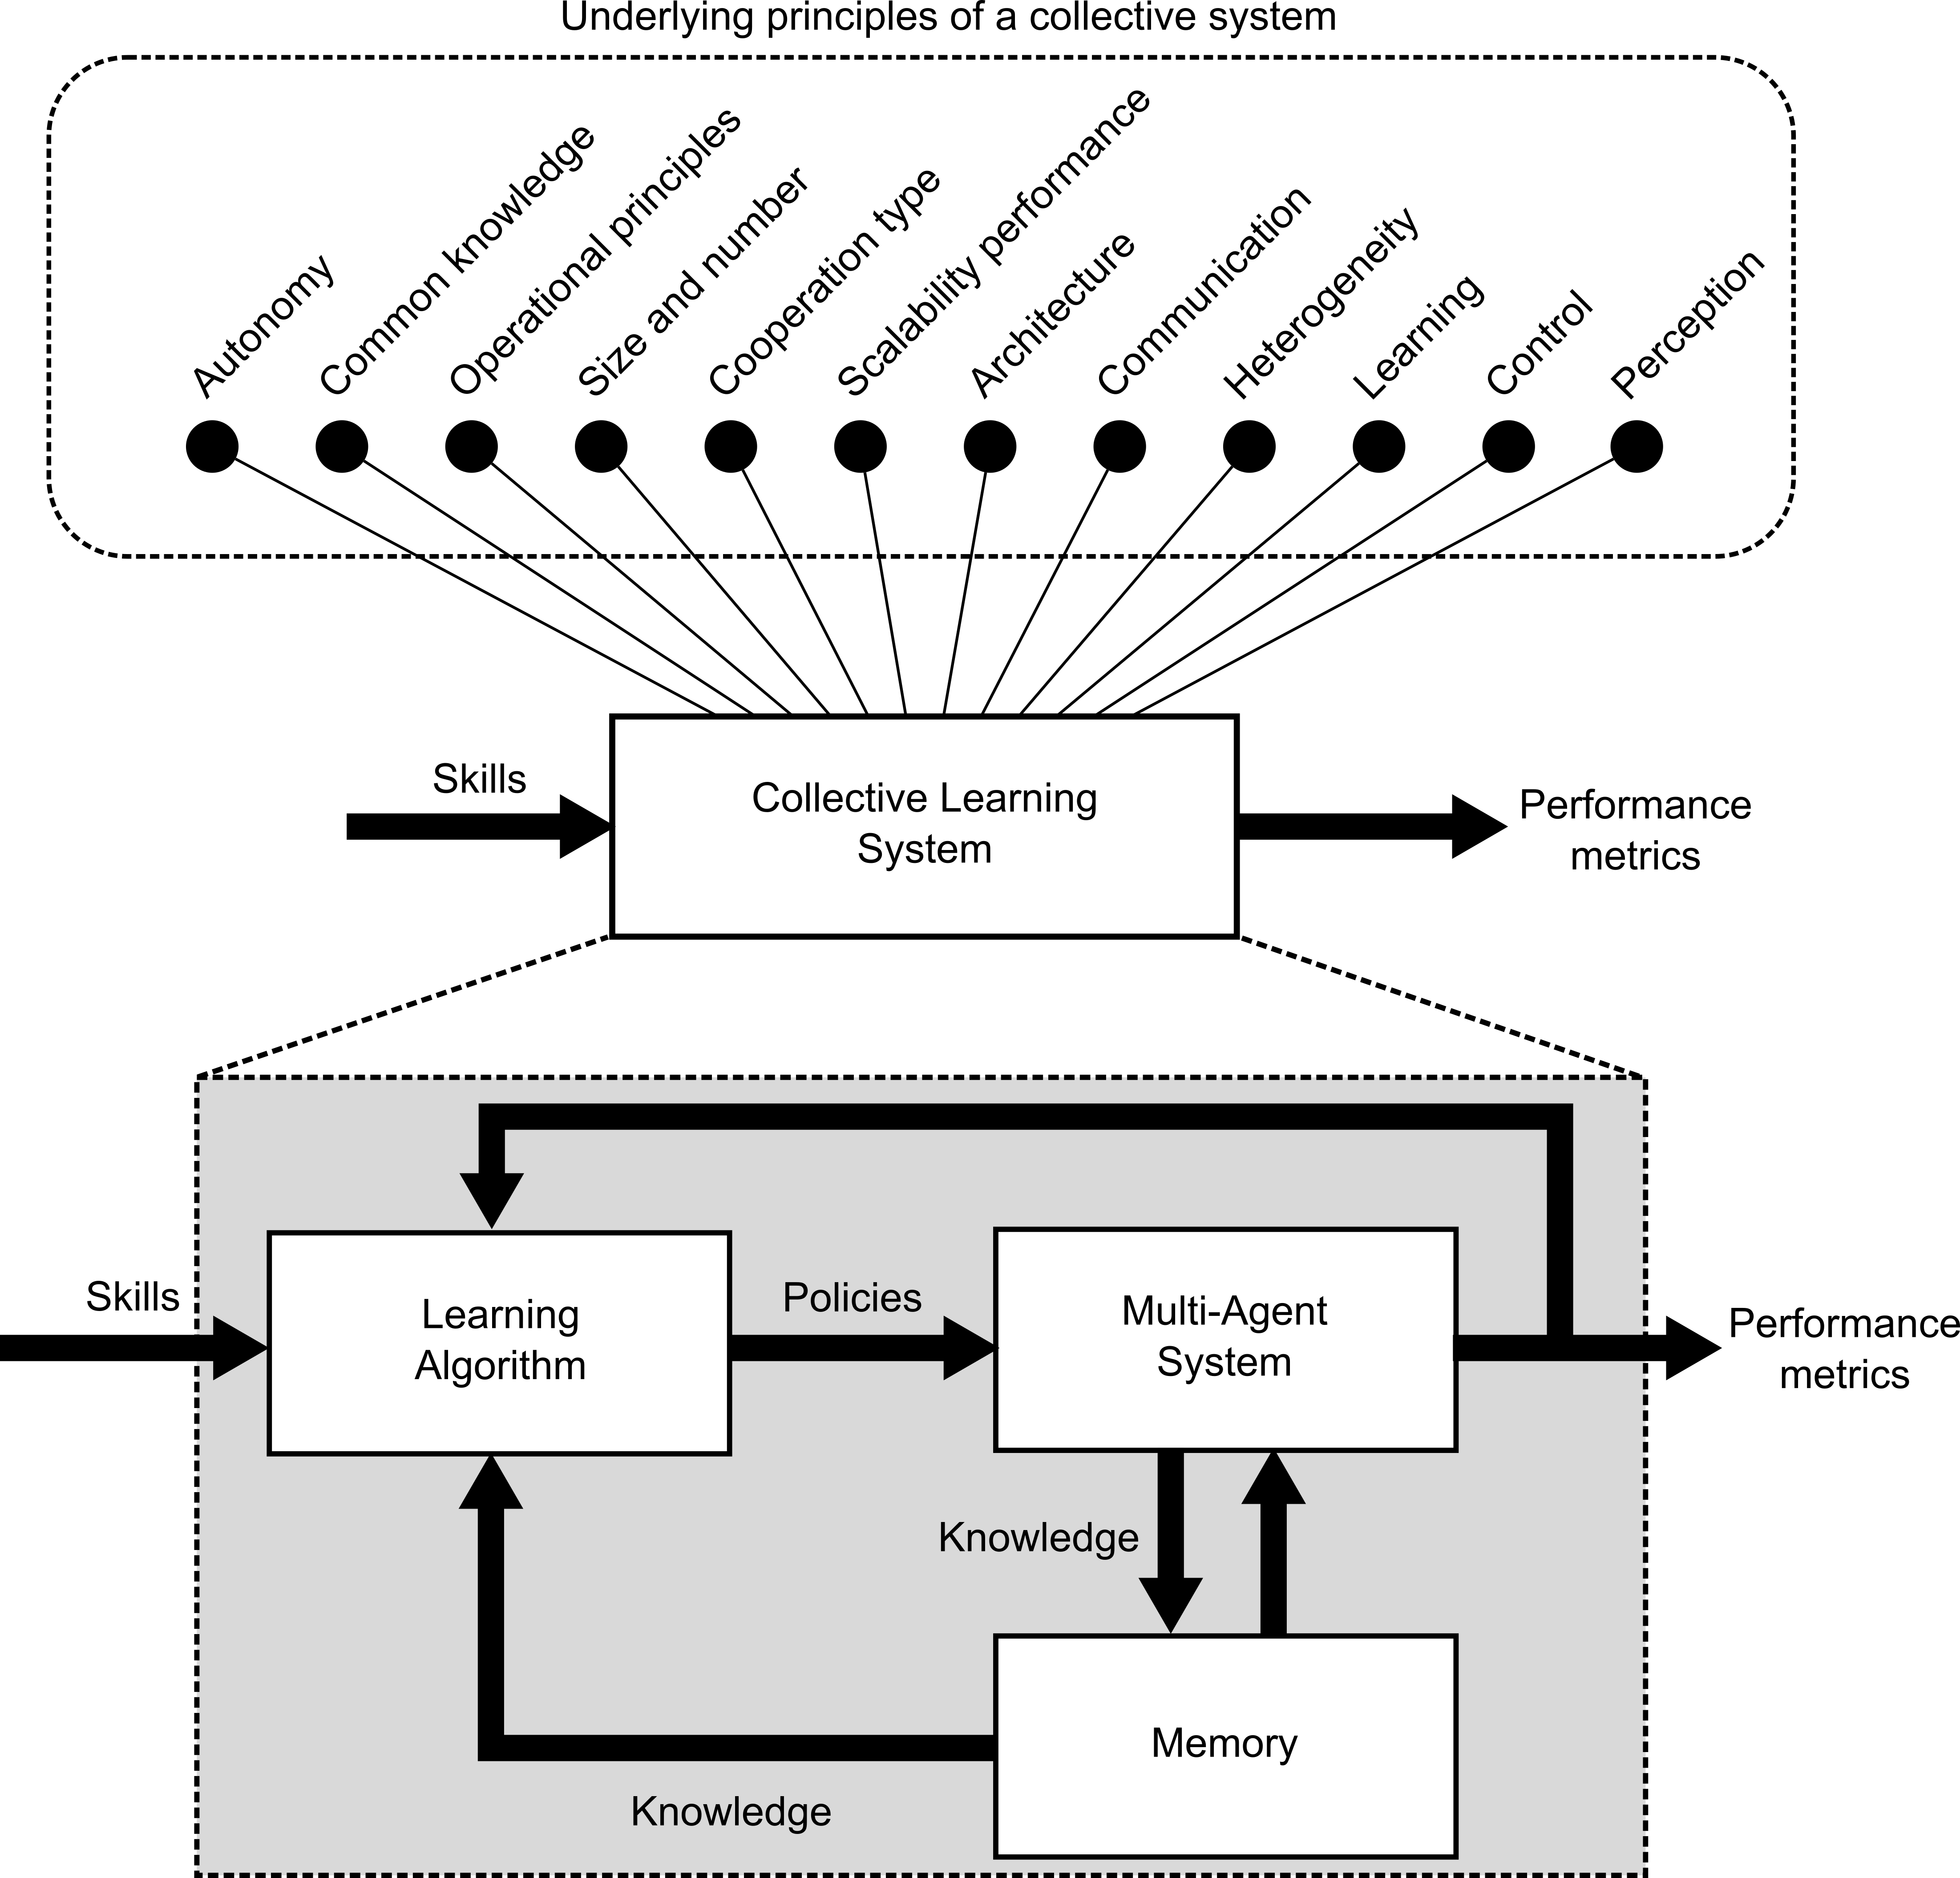 Underlying principles of a collective system
Autonomy
Common knowledge
Operational principles
Size and number
Cooperation type
Scalability performance
Architecture
Communication
Heterogeneity
Learning
Control
Perception
Skills
Collective Learning
System
Performance
metrics
Skills
Learning
Algorithm
Policies
Multi-Agent
System
Performance
metrics
Knowledge
Memory
Knowledge